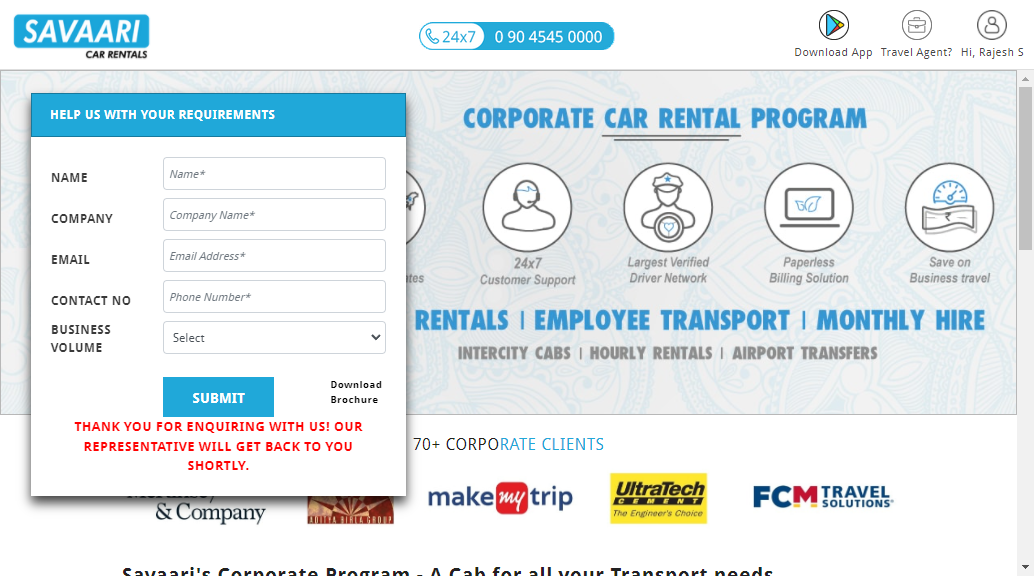 SAVAARI
CAR RENTALS
24x7 0 90 4545 0000
Download App Travel Agent? Hi, Rajesh S
HELP US WITH YOUR REQUIREMENTS
NAME Name*
COMPANY Company Name*
EMAIL Email Address*
CONTACT NO Phone Number*
BUSINESS
VOLUME
Select
SUBMIT
Download
Brochure
THANK YOU FOR ENQUIRING WITH US! OUR
REPRESENTATIVE WILL GET BACK TO YOU
SHORTLY.
CORPORATE CAR RENTAL PROGRAM
24x7
Customer Support
Largest Verified
Driver Network
Paperless
Billing Solution
Save on
Business travel
RENTALS | EMPLOYEE TRANSPORT | MONTHLY HIRE
INTERCITY CABS | HOURLY RENTALS | AIRPORT TRANSFERS
70+ CORPORATE CLIENTS
& Company
ADITYA BIRLA GROUP
make my trip
UltraTech
CEMENT
The Engineer's Choice
FCM TRAVEL
SOLUTIONS
Savaari's Corporate Program - A Cab for all your Transport needs